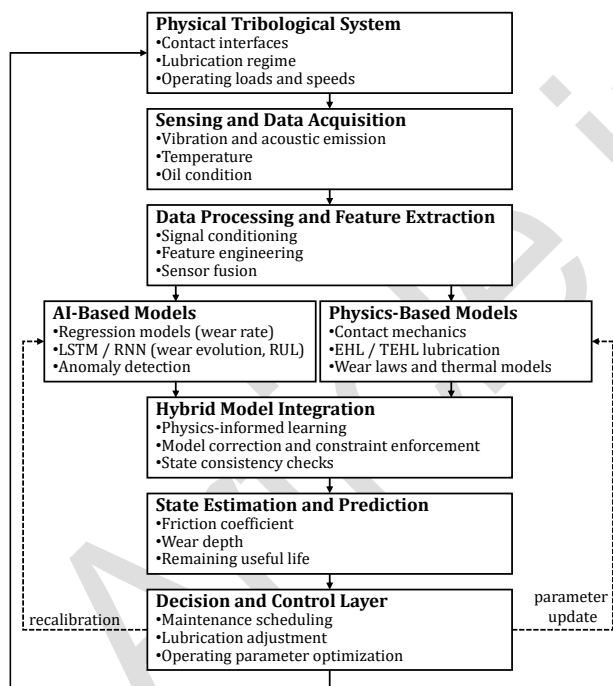 Physical Tribological System
•Contact interfaces
•Lubrication regime
•Operating loads and speeds
Sensing and Data Acquisition
•Vibration and acoustic emission
•Temperature
•Oil condition
Data Processing and Feature Extraction
•Signal conditioning
•Feature engineering
•Sensor fusion
AI-Based Models
•Regression models (wear rate)
•LSTM / RNN (wear evolution, RUL)
•Anomaly detection
Physics-Based Models
•Contact mechanics
•EHL / TEHL lubrication
•Wear laws and thermal models
Hybrid Model Integration
•Physics-informed learning
•Model correction and constraint enforcement
•State consistency checks
State Estimation and Prediction
•Friction coefficient
•Wear depth
•Remaining useful life
recalibration
Decision and Control Layer
•Maintenance scheduling
•Lubrication adjustment
•Operating parameter optimization
parameter
update